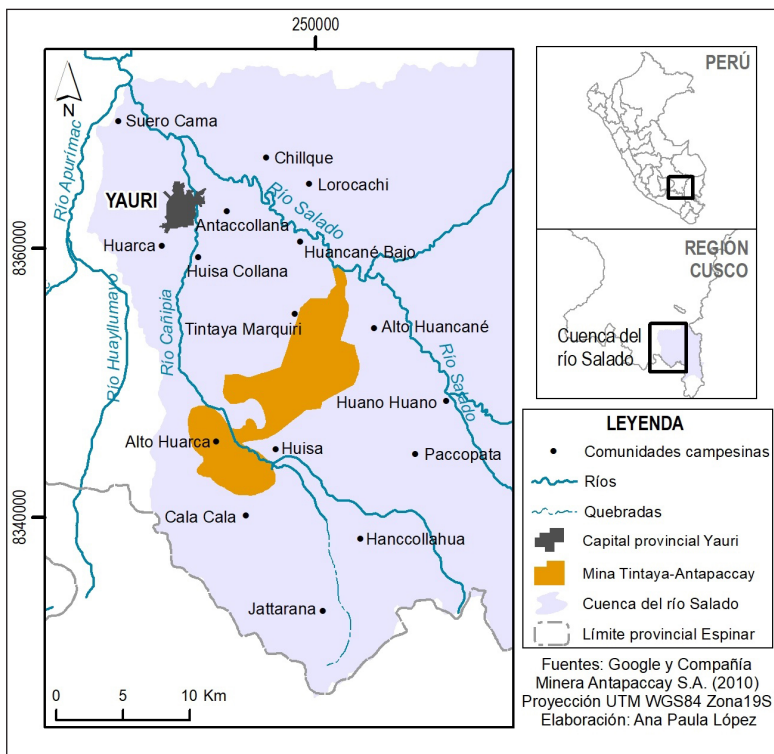 250000
8360000
8340000
N
Río Apurimac
Suero Cama
Chillque
Lorocachi
YAURI
Río Salado
Antaccollana
Huarca
Huancané Bajo
Huisa Collana
Río Cañipia
Río Huayllumayo
Tintaya Marquiri
Alto Huancané
Río Salado
Huano Huano
Alto Huarca
Huisa
Paccopata
Cala Cala
Hanccollahua
Jattarana
0 5 10 Km
PERÚ
REGIÓN
CUSCO
Cuenca del
río Salado
LEYENDA
Comunidades campesinas
Ríos
Quebradas
Capital provincial Yauri
Mina Tintaya-Antapaccay
Cuenca del río Salado
Límite provincial Espinar
Fuentes: Google y Compañía
Minera Antapaccay S.A. (2010)
Proyección UTM WGS84 Zona19S
Elaboración: Ana Paula López